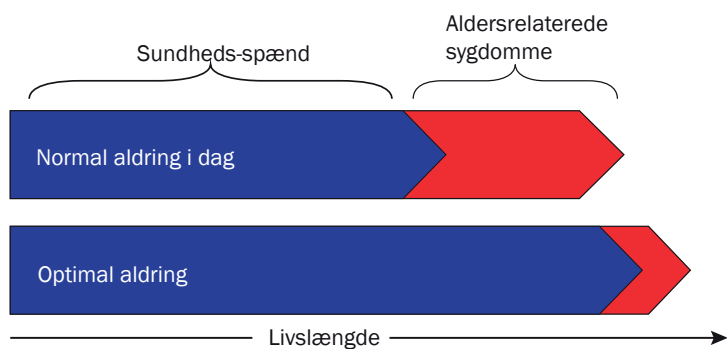 Sundheds-spænd
Aldersrelaterede
sygdomme
Normal aldring i dag
Optimal aldring
Livslængde